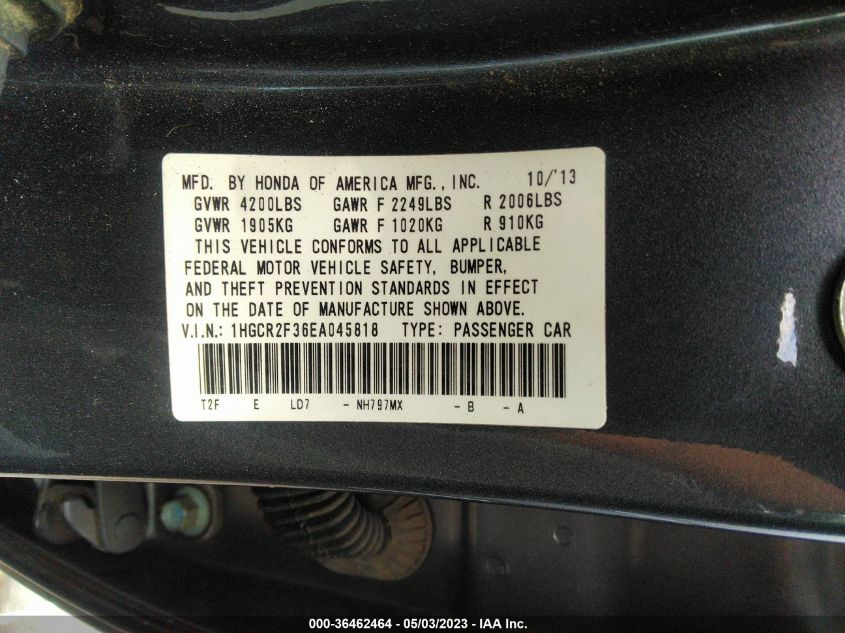 MFD. BY HONDA OF AMERICA MFG., INC. 10/'13
GVWR 4200LBS GAWR F 2249LBS R 2006LBS
GVWR 1905KG GAWR F 1020KG R 910KG
THIS VEHICLE CONFORMS TO ALL APPLICABLE
FEDERAL MOTOR VEHICLE SAFETY, BUMPER,
AND THEFT PREVENTION STANDARDS IN EFFECT
ON THE DATE OF MANUFACTURE SHOWN ABOVE.
V.I.N.: 1HGCR2F36EA045818 TYPE: PASSENGER CAR
T2F E LD7 - NH797MX - B - A
000-36462464 - 05/03/2023 - IAA Inc.